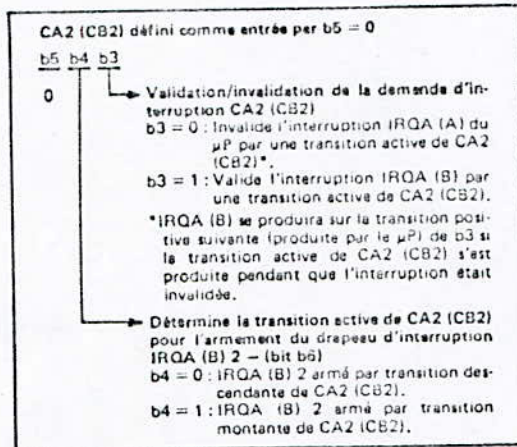 CA2 (CB2) défini comme entrée par b5 = 0
b5 b4 b3
0
Validation/invalidation de la demande d'in-
terruption CA2 (CB2)
b3 = 0 : Invalide l'interruption IRQA (A) du
µP par une transition active de CA2
(CB2)*.
b3 = 1 : Valide l'interruption IRQA (B) par
une transition active de CA2 (CB2).
*IRQA (B) se produira sur la transition posi-
tive suivante (produite par le µP) de b3 si
la transition active de CA2 (CB2) s'est
produite pendant que l'interruption était
invalidée.
Détermine la transition active de CA2 (CB2)
pour l'armement du drapeau d'interruption
IRQA (B) 2 – (bit b6)
b4 = 0 : IRQA (B) 2 armé par transition des-
cendante de CA2 (CB2).
b4 = 1 : IRQA (B) 2 armé par transition
montante de CA2 (CB2).